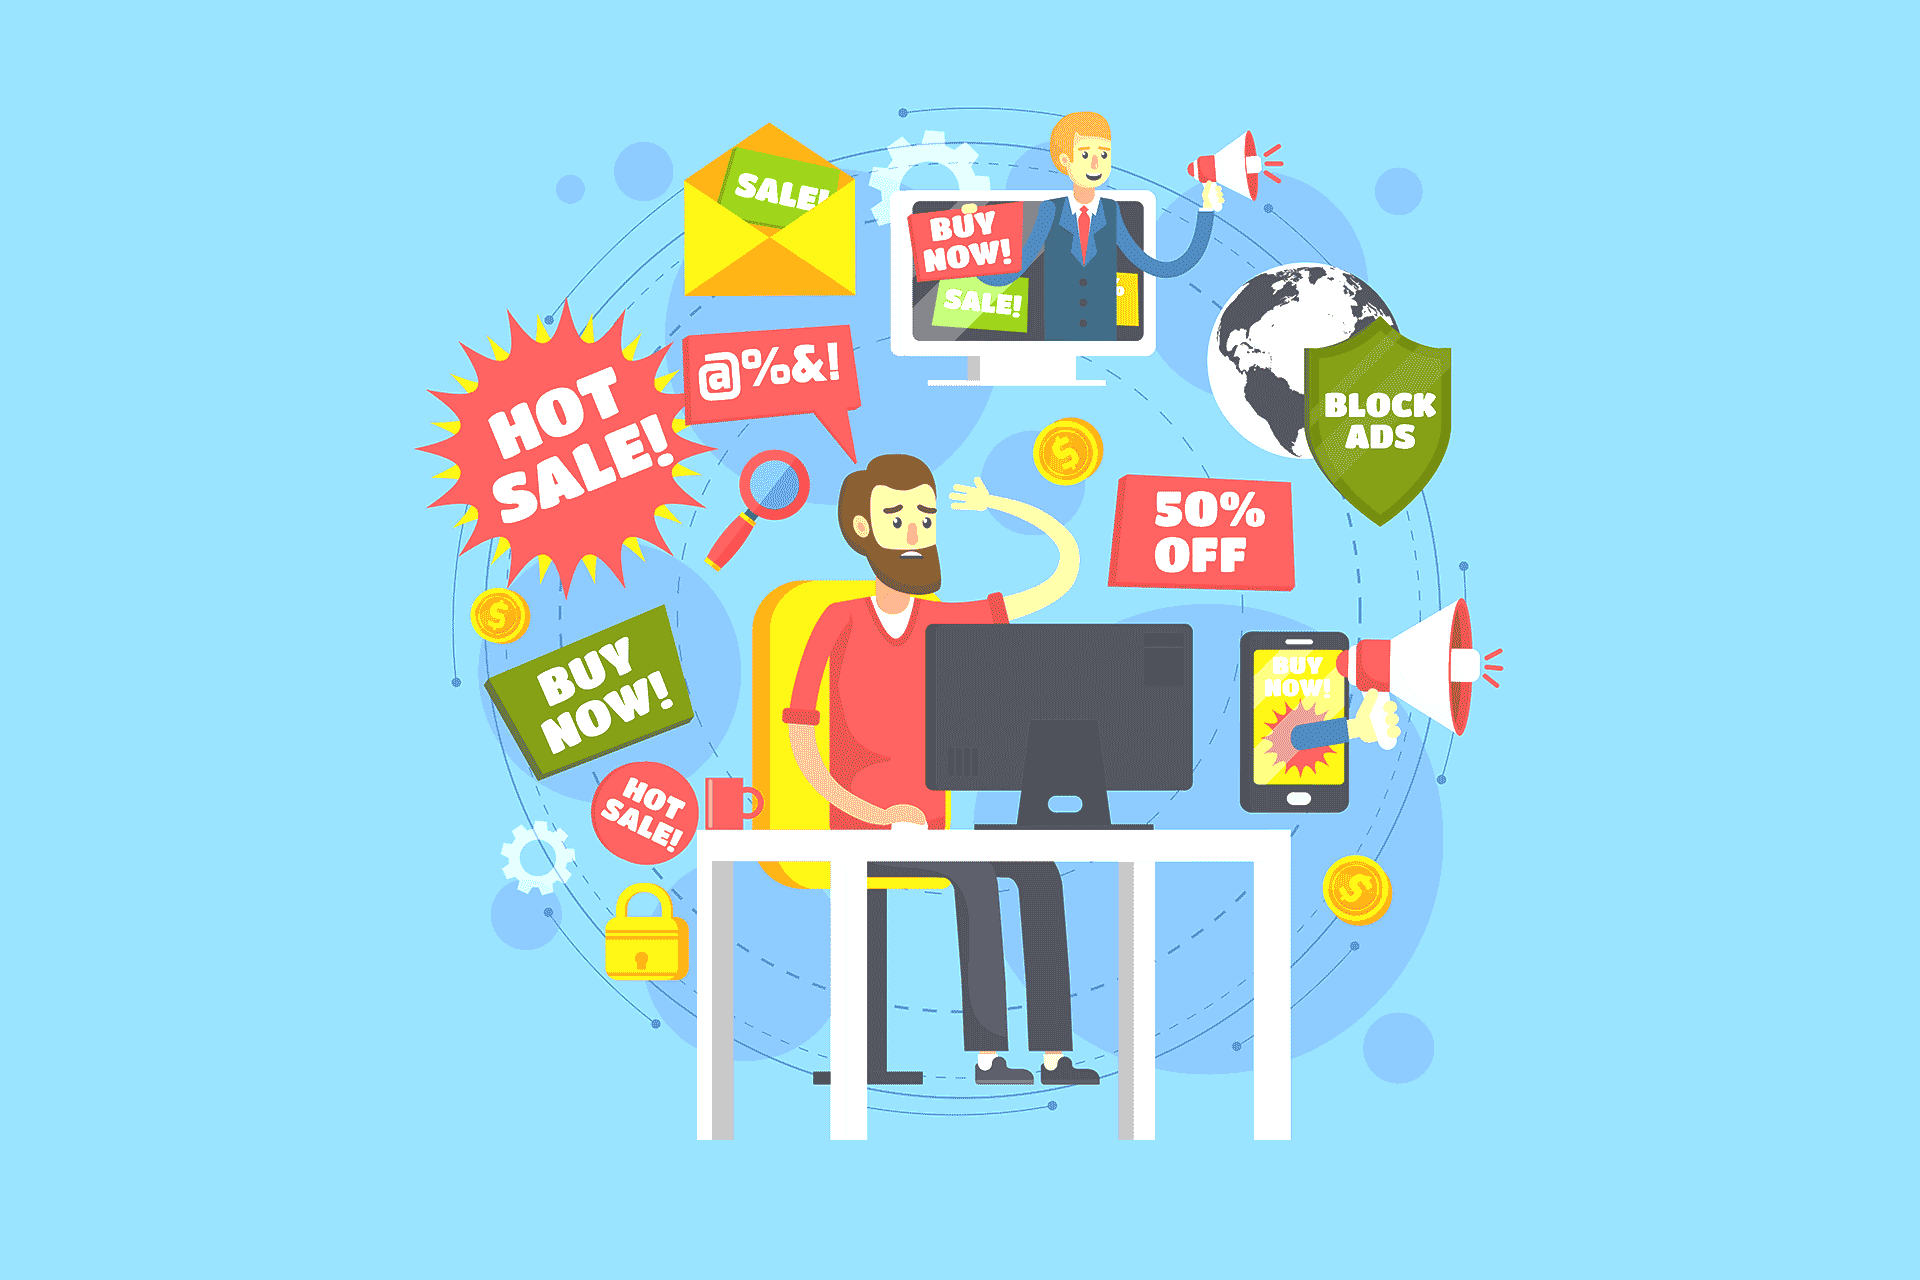 SALE!
BUY
NOW!
SALE!
%
@%&!
HOT
SALE!
BLOCK
ADS
50%
OFF
BUY
NOW!
BUY
NOW!
HOT
SALE!
$
$
$